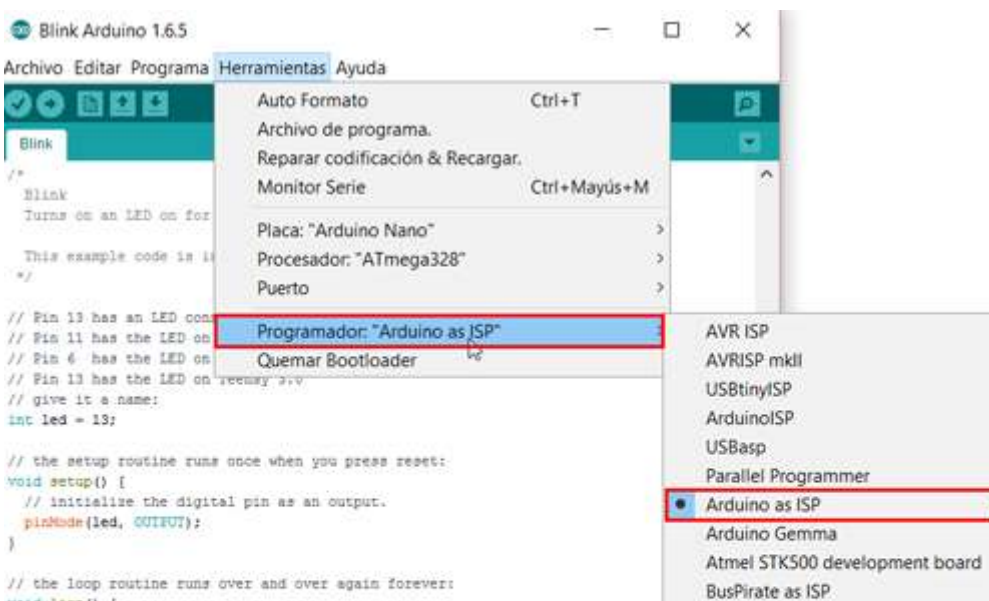 Blink Arduino 1.6.5
Archivo Editar Programa Herramientas Ayuda
Auto Formato Ctrl+T
Archivo de programa.
Reparar codificación & Recargar.
Monitor Serie Ctrl+Mayús+M
Placa: "Arduino Nano"
Procesador: "ATmega328"
Puerto
Programador: "Arduino as ISP"
Quemar Bootloader
AVR ISP
AVRISP mkII
USBtinyISP
ArduinoISP
USBasp
Parallel Programmer
Arduino as ISP
Arduino Gemma
Atmel STK500 development board
BusPirate as ISP
Blink
/*
Blink
Turns on an LED on for
This example code is
*/
// Pin 13 has an LED
// Pin 11 has the LED on
// Pin 6 has the LED on
// Pin 13 has the LED on
// give it a name:
int led = 13;
// the setup routine runs once when you press reset:
void setup() {
// initialize the digital pin as an output.
pinMode(led, OUTPUT);
}
// the loop routine runs over and over again forever: